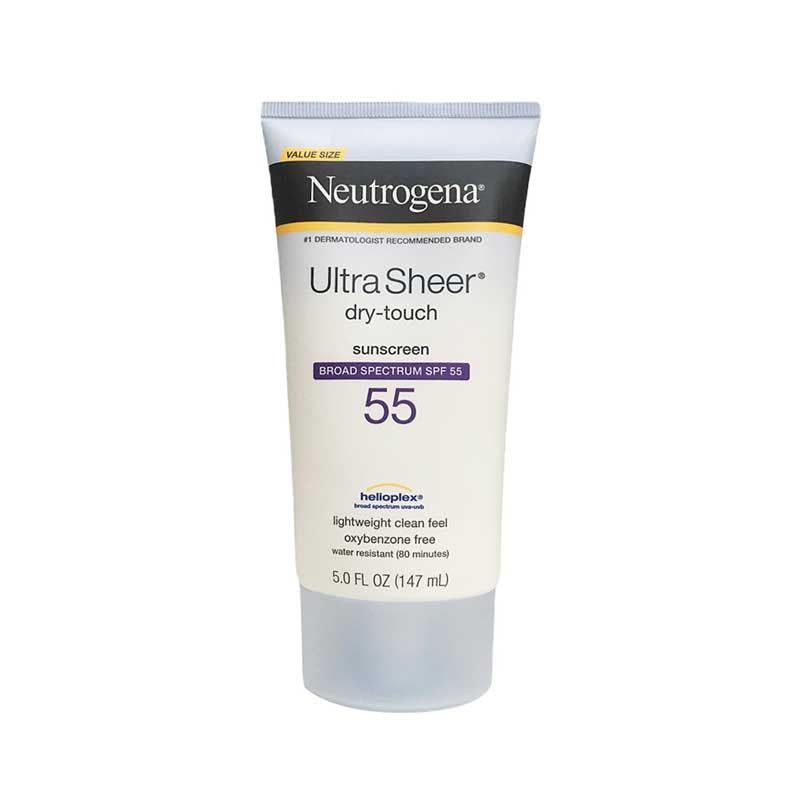 VALUE SIZE
Neutrogena®
#1 DERMATOLOGIST RECOMMENDED BRAND
Ultra Sheer®
dry-touch
sunscreen
BROAD SPECTRUM SPF 55
55
helioplex®
broad spectrum uva-uvb
lightweight clean feel
oxybenzone free
water resistant (80 minutes)
5.0 FL OZ (147 mL)